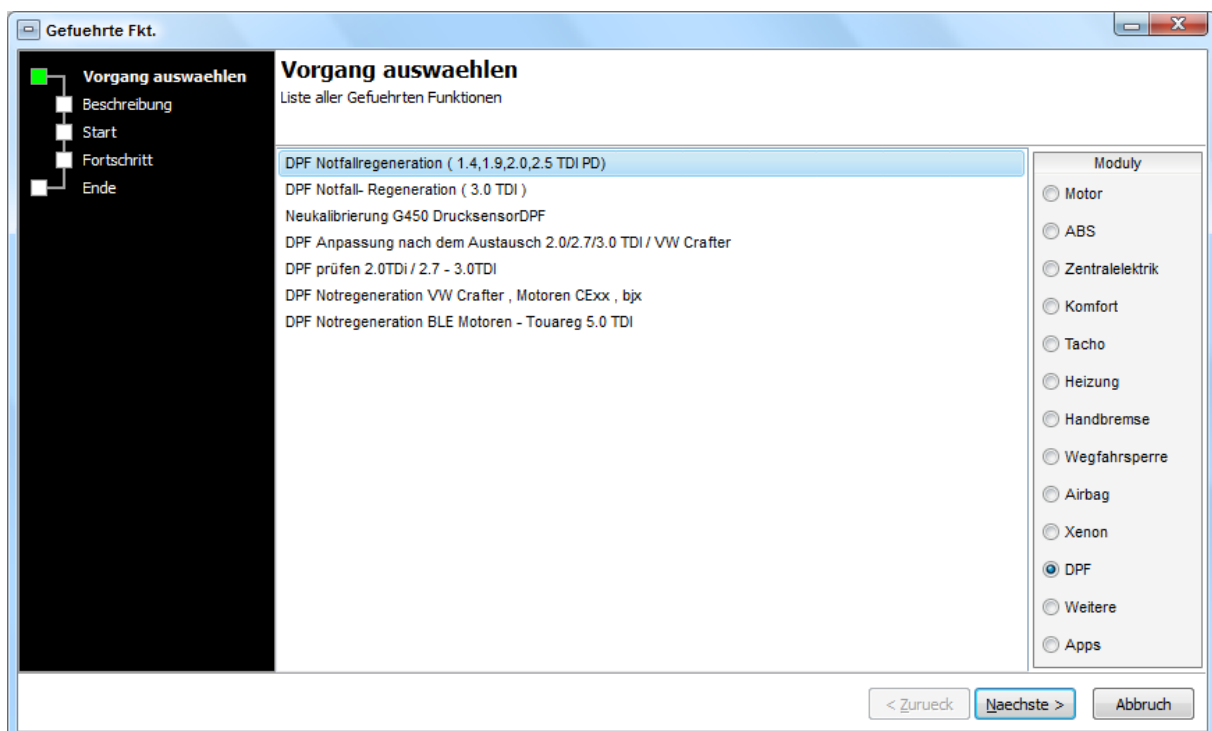 Gefuehrte Fkt.
Vorgang auswaehlen
Beschreibung
Start
Fortschritt
Ende
Vorgang auswaehlen
Liste aller Gefuehrten Funktionen
DPF Notfallregeneration ( 1.4,1.9,2.0,2.5 TDI PD)
DPF Notfall- Regeneration ( 3.0 TDI )
Neukalibrierung G450 DrucksensorDPF
DPF Anpassung nach dem Austausch 2.0/2.7/3.0 TDI / VW Crafter
DPF prüfen 2.0TDi / 2.7 - 3.0TDI
DPF Notregeneration VW Crafter , Motoren CExx , bjx
DPF Notregeneration BLE Motoren - Touareg 5.0 TDI
Moduly
Motor
ABS
Zentralelektrik
Komfort
Tacho
Heizung
Handbremse
Wegfahrsperre
Airbag
Xenon
DPF
Weitere
Apps
< Zurueck
Naechste >
Abbruch